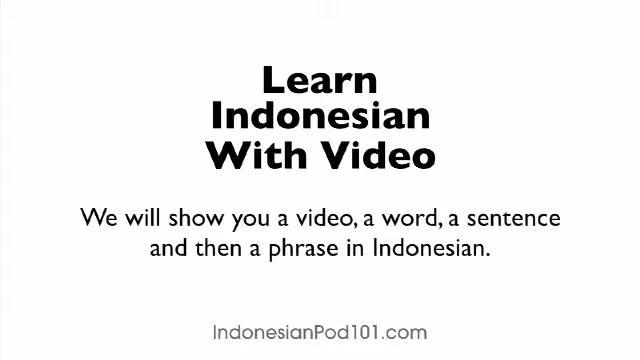 Learn
Indonesian
With Video
We will show you a video, a word, a sentence
and then a phrase in Indonesian.
IndonesianPod101.com